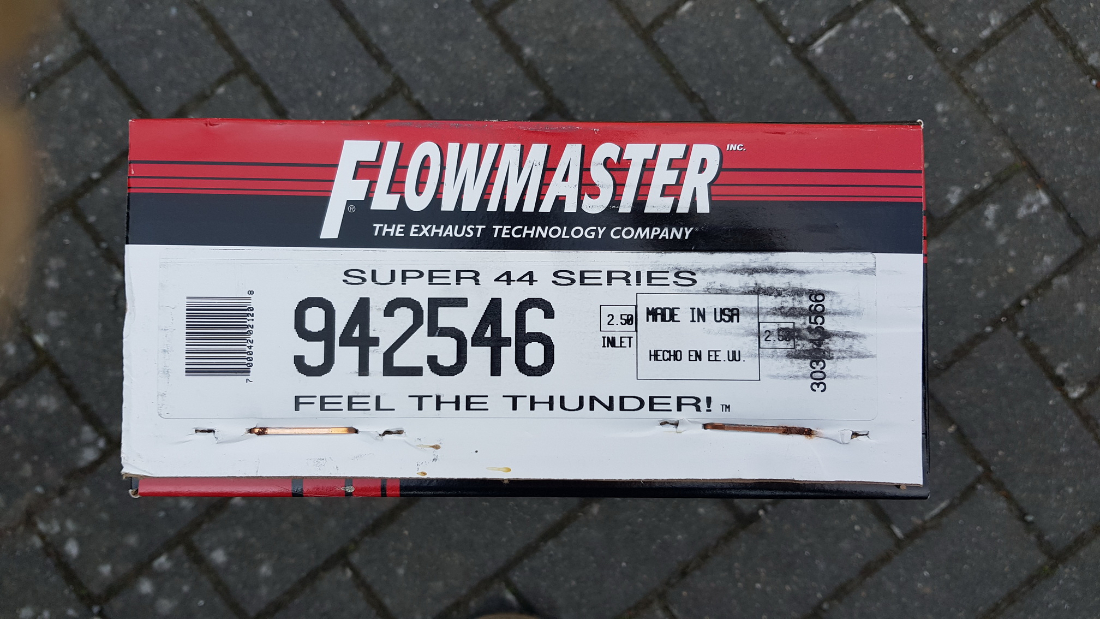 FLOWMASTER INC.
®
THE EXHAUST TECHNOLOGY COMPANY
SUPER 44 SERIES
942546
2.50
INLET
MADE IN USA
HECHO EN EE.UU.
FEEL THE THUNDER! TM